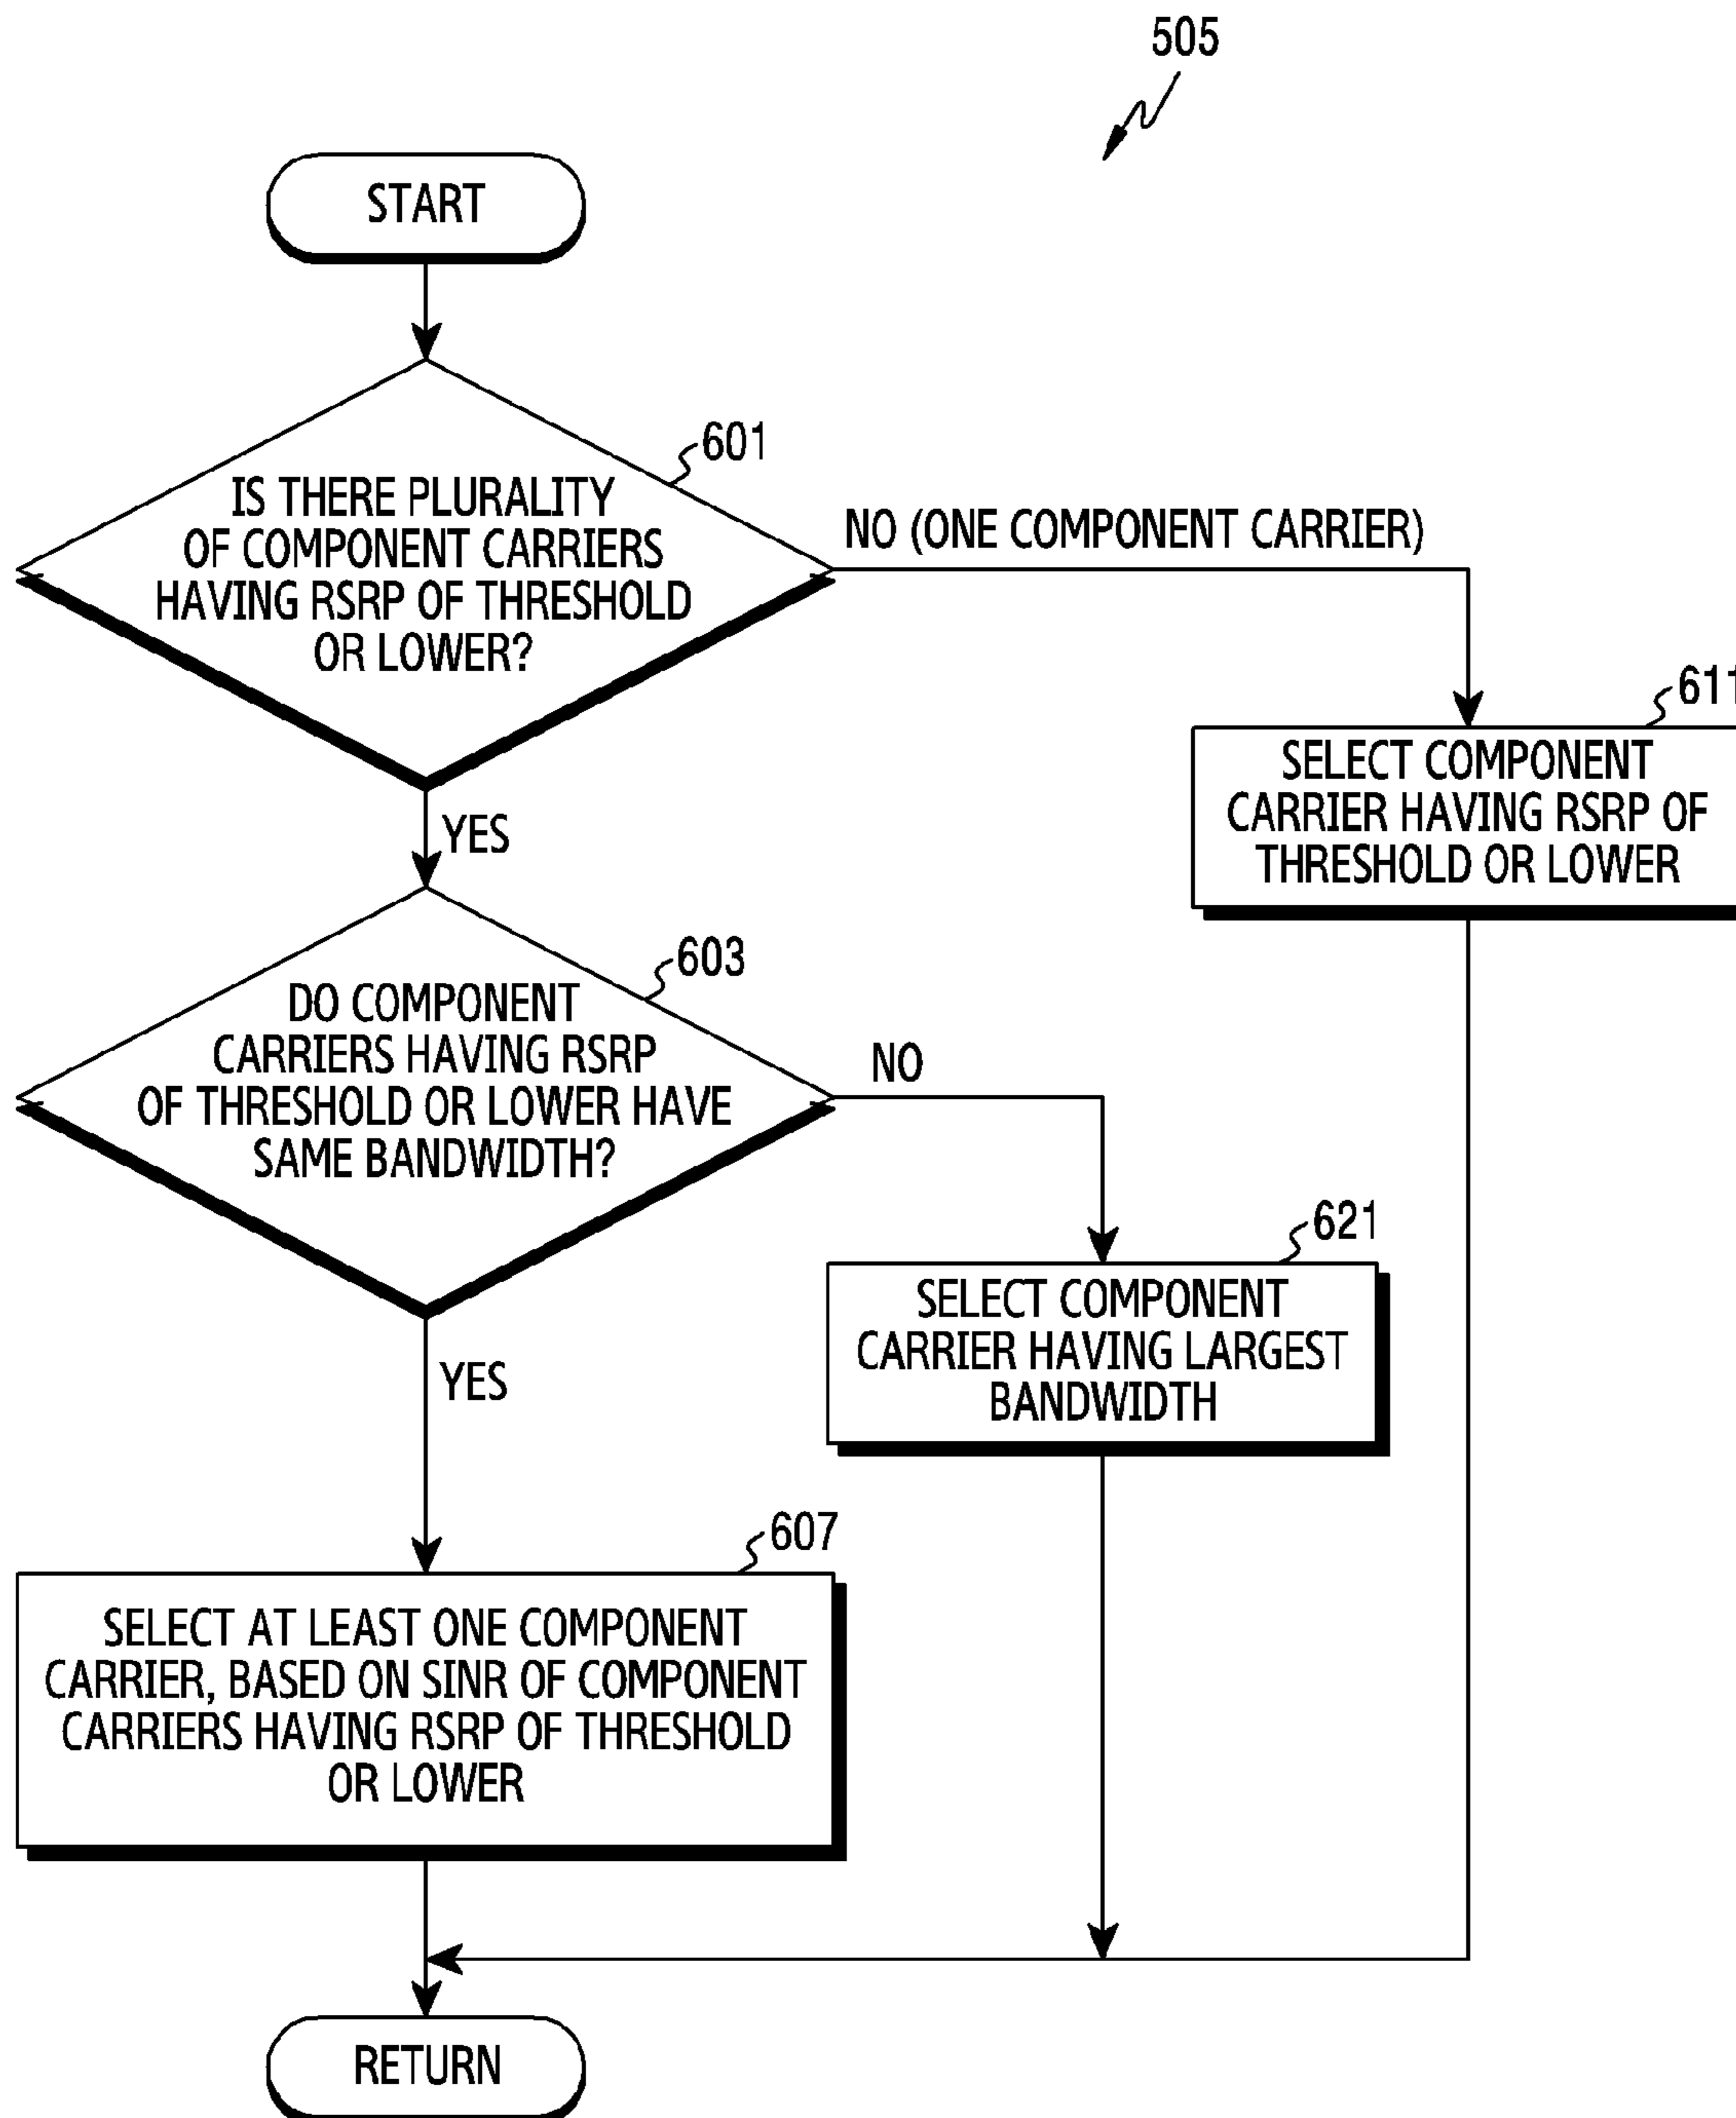 505
START
601
IS THERE PLURALITY
OF COMPONENT CARRIERS
HAVING RSRP OF THRESHOLD
OR LOWER?
NO (ONE COMPONENT CARRIER)
611
SELECT COMPONENT
CARRIER HAVING RSRP OF
THRESHOLD OR LOWER
YES
603
DO COMPONENT
CARRIERS HAVING RSRP
OF THRESHOLD OR LOWER HAVE
SAME BANDWIDTH?
NO
621
SELECT COMPONENT
CARRIER HAVING LARGEST
BANDWIDTH
YES
607
SELECT AT LEAST ONE COMPONENT
CARRIER, BASED ON SINR OF COMPONENT
CARRIERS HAVING RSRP OF THRESHOLD
OR LOWER
RETURN